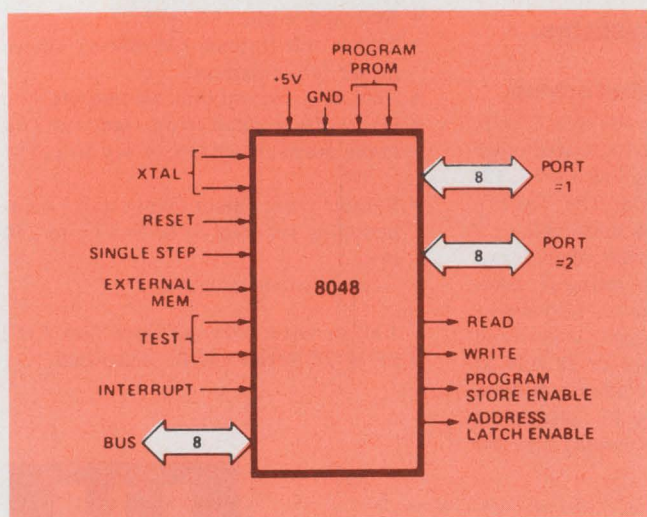 PROGRAM
PROM
+5V
GND
XTAL
RESET
SINGLE STEP
EXTERNAL
MEM
TEST
INTERRUPT
BUS
8
8048
8
PORT
=1
8
PORT
=2
READ
WRITE
PROGRAM
STORE ENABLE
ADDRESS
LATCH ENABLE